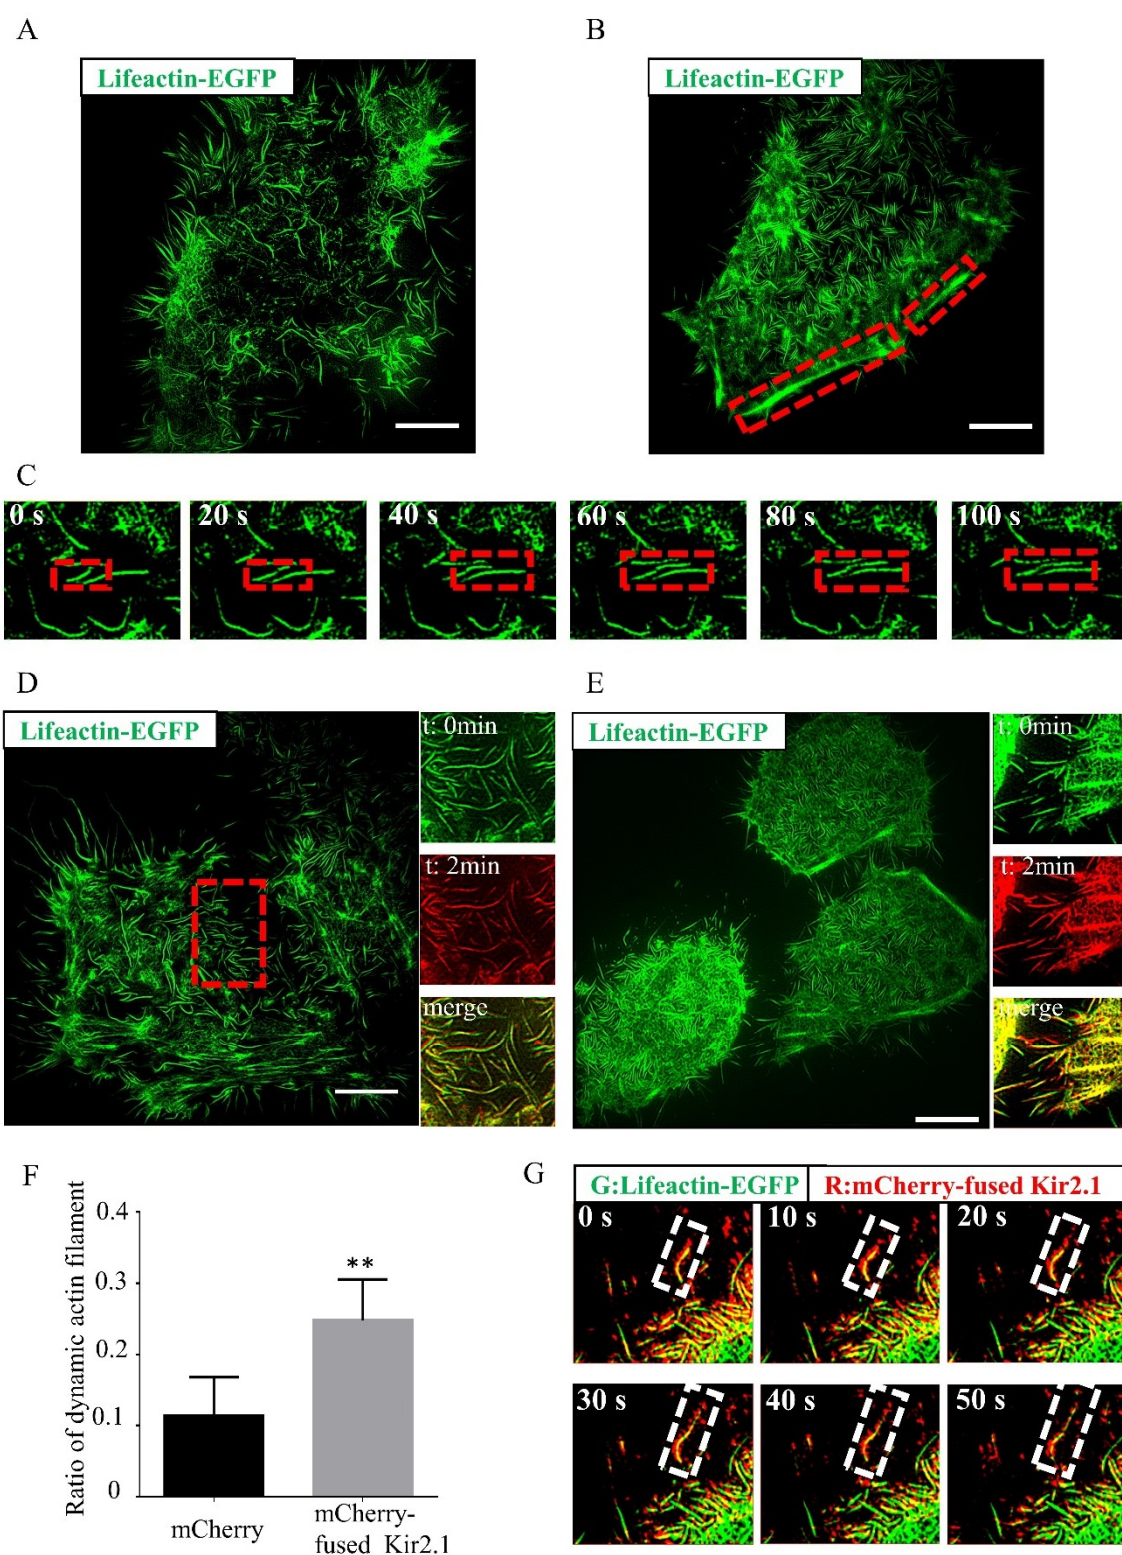 A
B
Lifeactin-EGFP
Lifeactin-EGFP
C
0 s
20 s
40 s
60 s
80 s
100 s
D
E
Lifeactin-EGFP
t: 0min
t: 2min
merge
Lifeactin-EGFP
t: 0min
t: 2min
merge
F
Ratio of dynamic actin filament
0.4
0.3
0.2
0.1
0
**
mCherry
mCherry-
fused Kir2.1
G
G:Lifeactin-EGFP
R:mCherry-fused Kir2.1
0 s
10 s
20 s
30 s
40 s
50 s